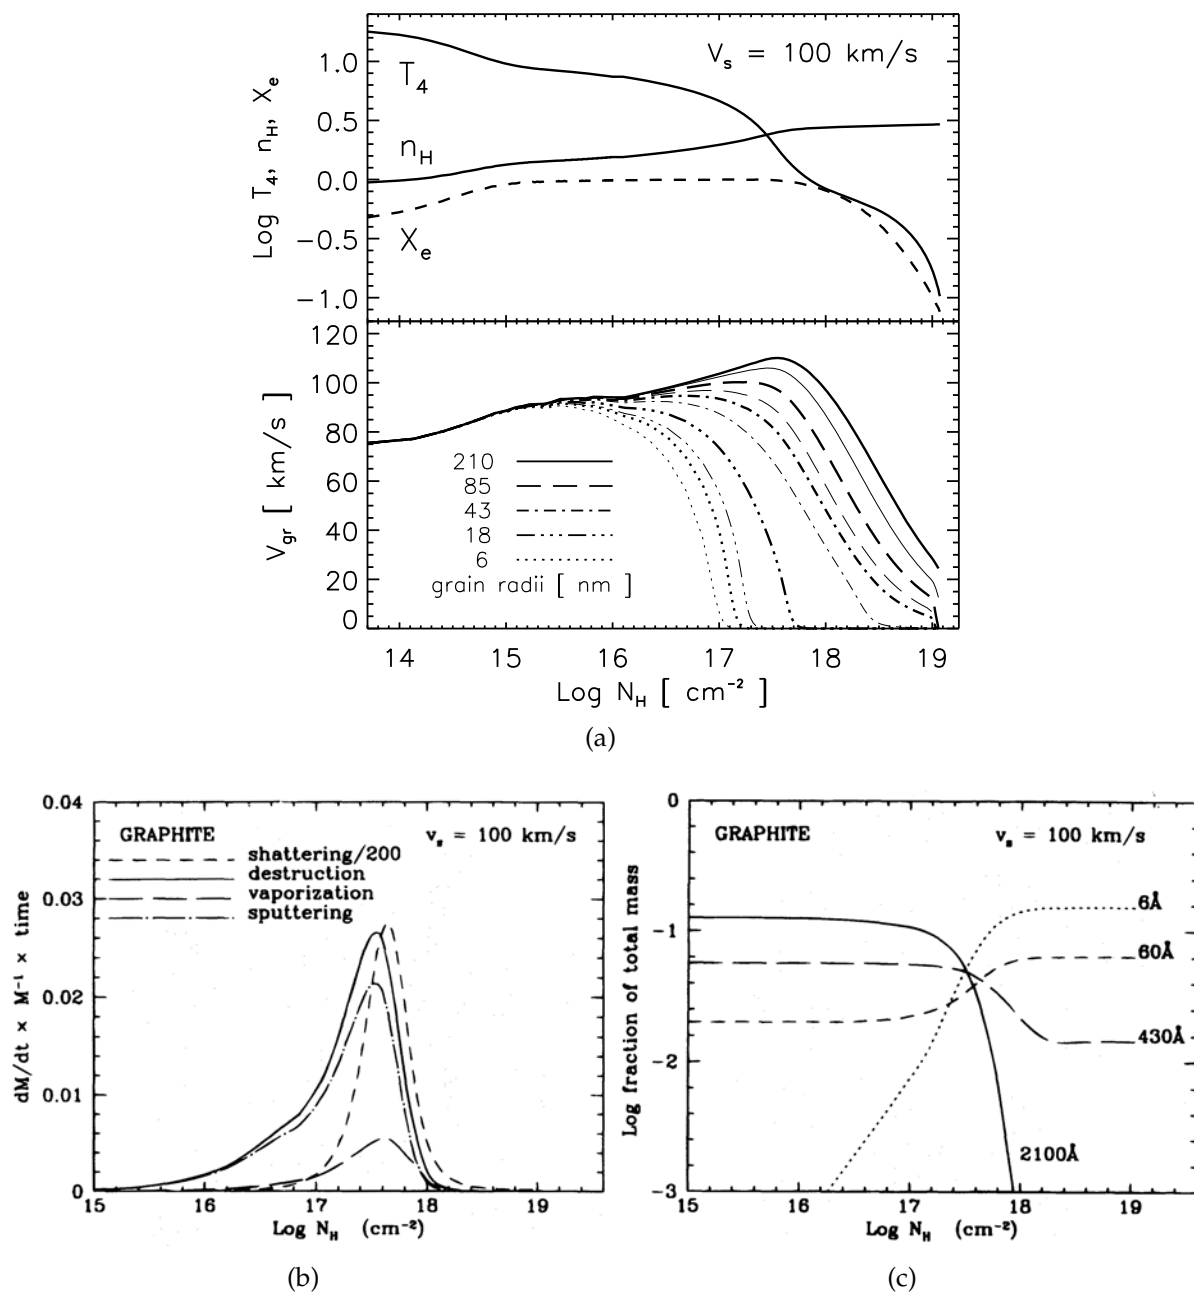 V_s = 100 km/s
Log T_4, n_H, X_e
1.0
0.5
0.0
−0.5
−1.0
T_4
n_H
X_e
V_gr [ km/s ]
120
100
80
60
40
20
0
210
85
43
18
6
grain radii [ nm ]
14 15 16 17 18 19
Log N_H [ cm^−2 ]
(a)
dM/dt × M^−1 × time
0.04
0.03
0.02
0.01
0
GRAPHITE v_s = 100 km/s
shattering/200
destruction
vaporization
sputtering
15 16 17 18 19
Log N_H (cm^−2)
(b)
Log fraction of total mass
0
−1
−2
−3
GRAPHITE v_s = 100 km/s
6Å
60Å
430Å
2100Å
15 16 17 18 19
Log N_H (cm^−2)
(c)